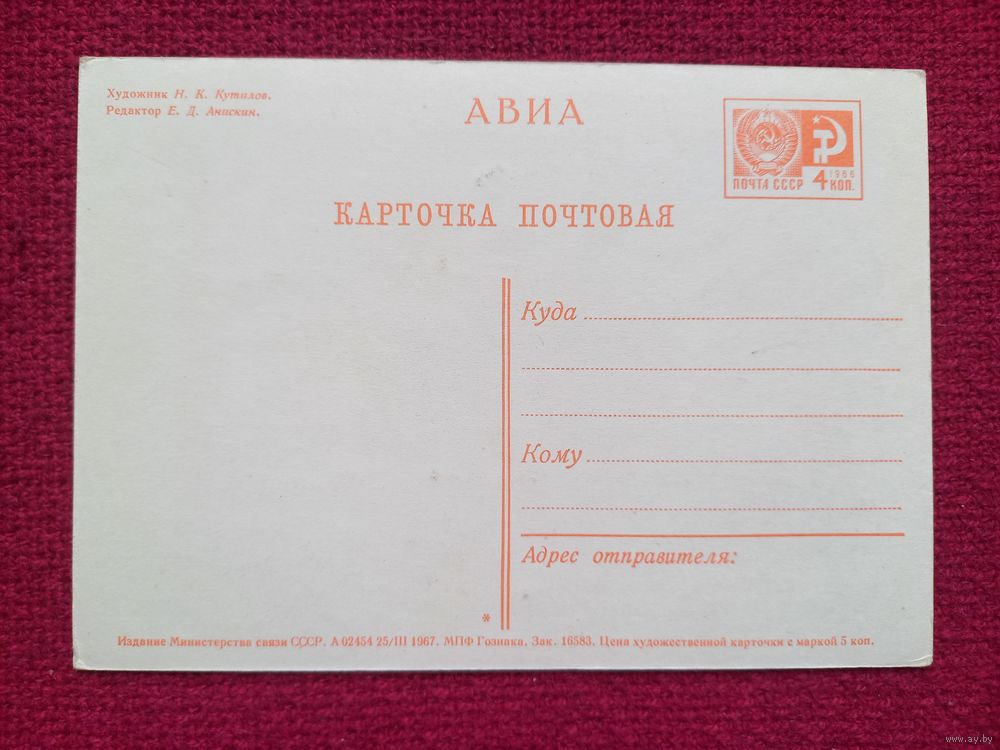 Художник Н. К. Кутилов.
Редактор Е. Д. Анискин.
АВИА
1966
ПОЧТА СССР 4 КОП.
КАРТОЧКА ПОЧТОВАЯ
Куда
Кому
Адрес отправителя:
*
Издание Министерства связи СССР. А 02454 25/III 1967. МПФ Гознака. Зак. 16583. Цена художественной карточки с маркой 5 коп.
www.ay.by